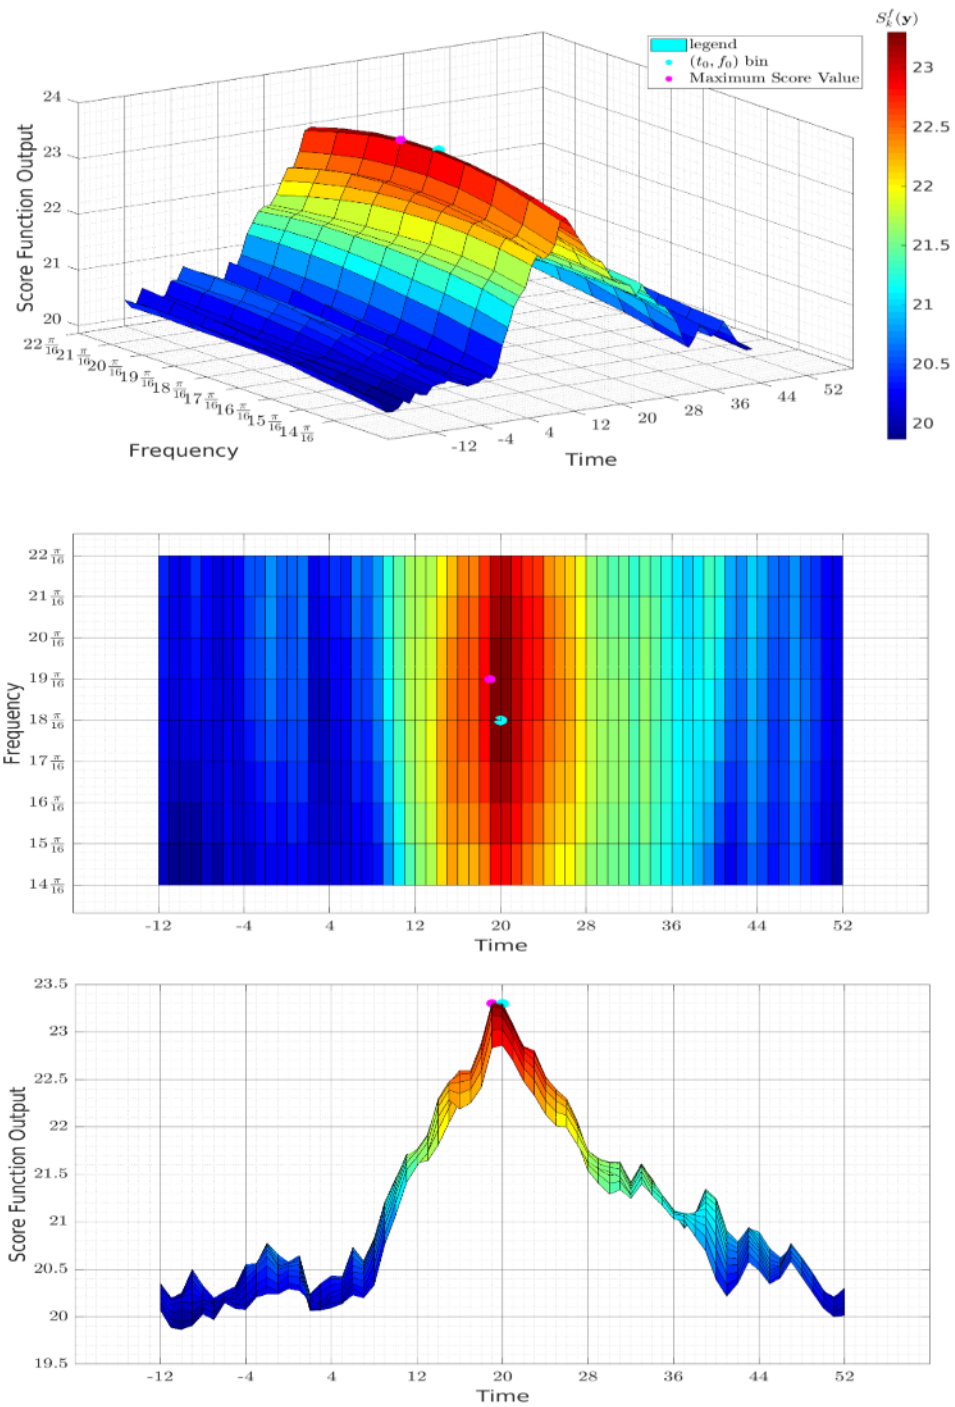 S_k^f(y)
legend
(t_0, f_0) bin
Maximum Score Value
Score Function Output
24
23
22
21
20
22 π/16
21 π/16
20 π/16
19 π/16
18 π/16
17 π/16
16 π/16
15 π/16
14 π/16
Frequency
-12
-4
4
12
20
28
36
44
52
Time
23
22.5
22
21.5
21
20.5
20
Frequency
22 π/16
21 π/16
20 π/16
19 π/16
18 π/16
17 π/16
16 π/16
15 π/16
14 π/16
-12 -4 4 12 20 28 36 44 52
Time
Score Function Output
23.5
23
22.5
22
21.5
21
20.5
20
19.5
-12 -4 4 12 20 28 36 44 52
Time